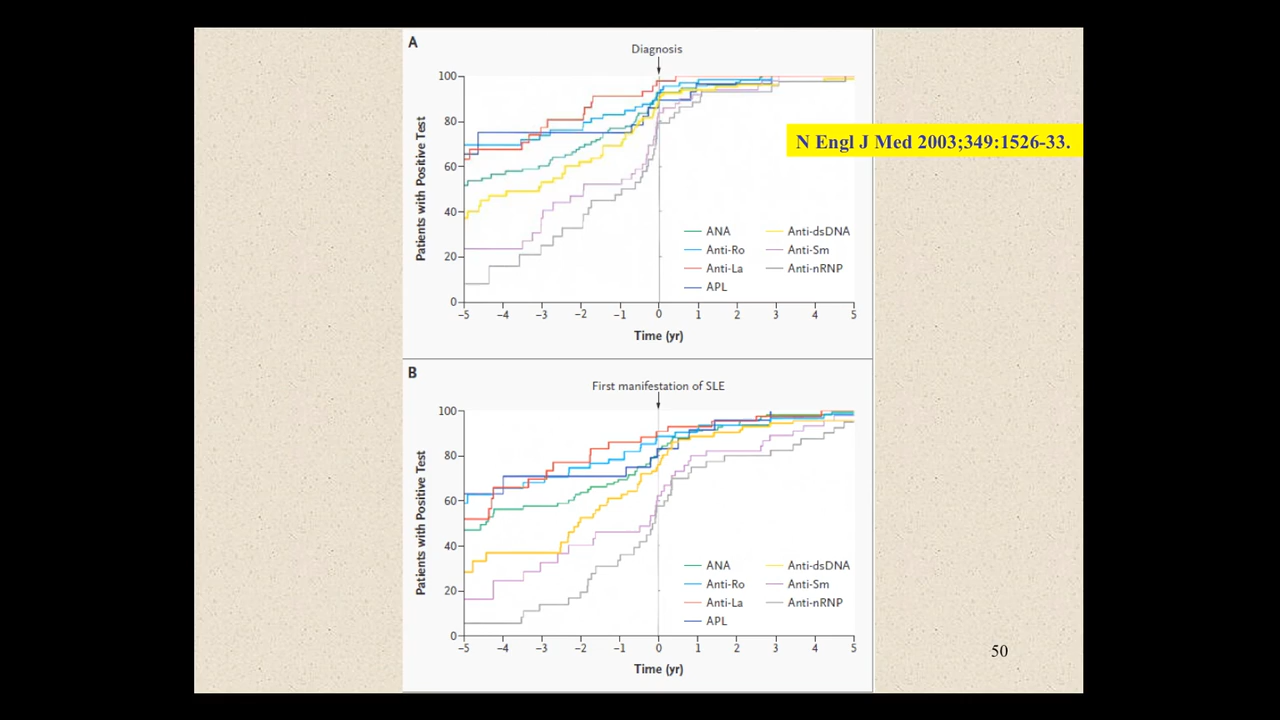 A
Diagnosis
100
80
60
40
20
0
Patients with Positive Test
N Engl J Med 2003;349:1526-33.
ANA
Anti-Ro
Anti-La
APL
Anti-dsDNA
Anti-Sm
Anti-nRNP
−5 −4 −3 −2 −1 0 1 2 3 4 5
Time (yr)
B
First manifestation of SLE
100
80
60
40
20
0
Patients with Positive Test
ANA
Anti-Ro
Anti-La
APL
Anti-dsDNA
Anti-Sm
Anti-nRNP
−5 −4 −3 −2 −1 0 1 2 3 4 5
Time (yr)
50